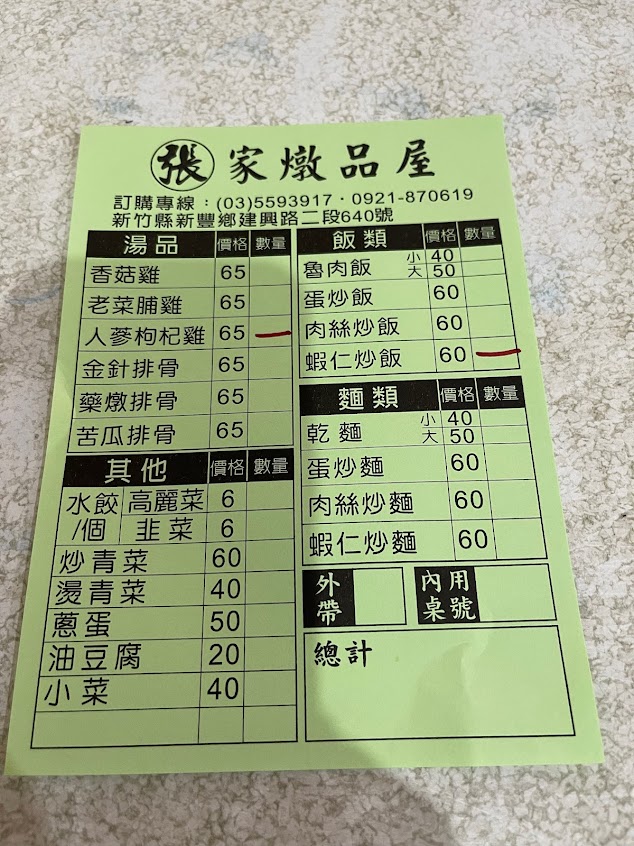 張 家燉品屋
訂購專線：(03)5593917·0921-870619
新竹縣新豐鄉建興路二段640號
湯品 價格 數量
香菇雞 65
老菜脯雞 65
人蔘枸杞雞 65 一
金針排骨 65
藥燉排骨 65
苦瓜排骨 65
其他 價格 數量
水餃/個 高麗菜 6
韭菜 6
炒青菜 60
燙青菜 40
蔥蛋 50
油豆腐 20
小菜 40
飯類 價格 數量
魯肉飯 小 40
大 50
蛋炒飯 60
肉絲炒飯 60
蝦仁炒飯 60 一
麵類 價格 數量
乾麵 小 40
大 50
蛋炒麵 60
肉絲炒麵 60
蝦仁炒麵 60
外帶
內用桌號
總計